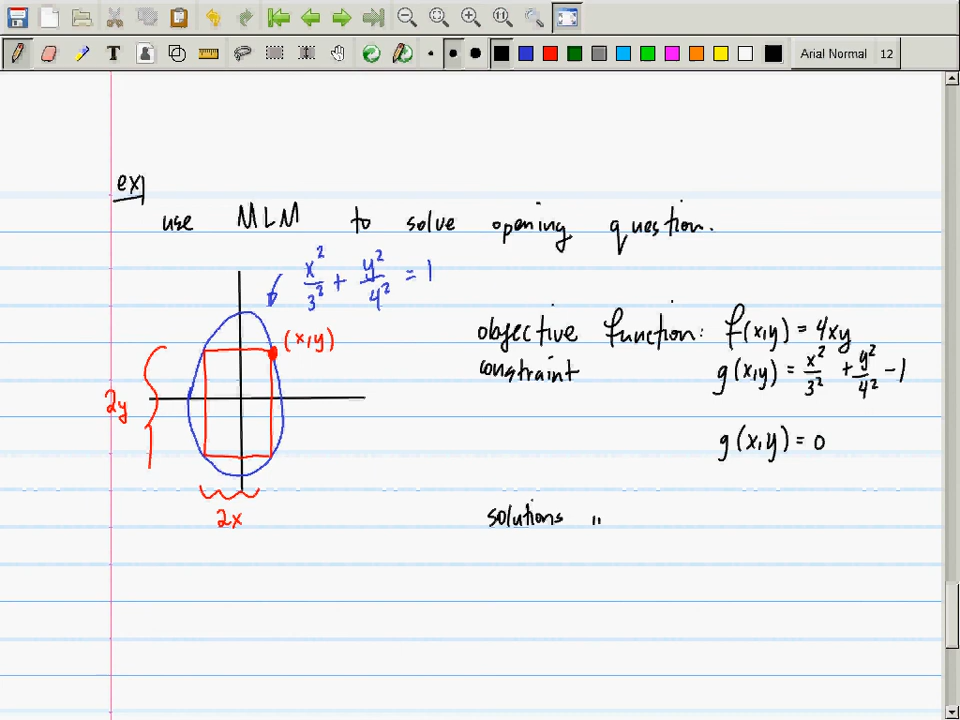 Arial Normal 12
ex
use MLM to solve opening question.
x²/3² + y²/4² = 1
(x,y)
2y
2x
objective function: f(x,y) = 4xy
constraint g(x,y) = x²/3² + y²/4² - 1
g(x,y) = 0
solutions